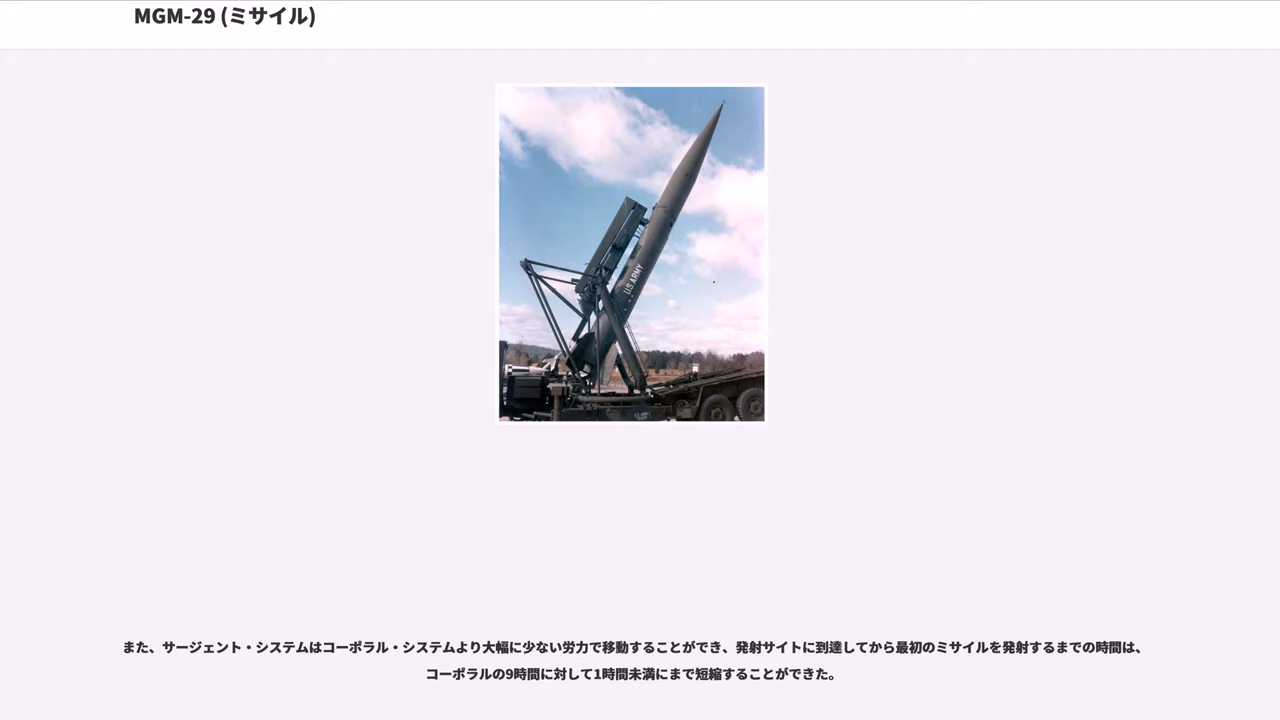 MGM-29 (ミサイル)
U.S. ARMY
また、サージェント・システムはコーポラル・システムより大幅に少ない労力で移動することができ、発射サイトに到達してから最初のミサイルを発射するまでの時間は、
コーポラルの9時間に対して1時間未満にまで短縮することができた。